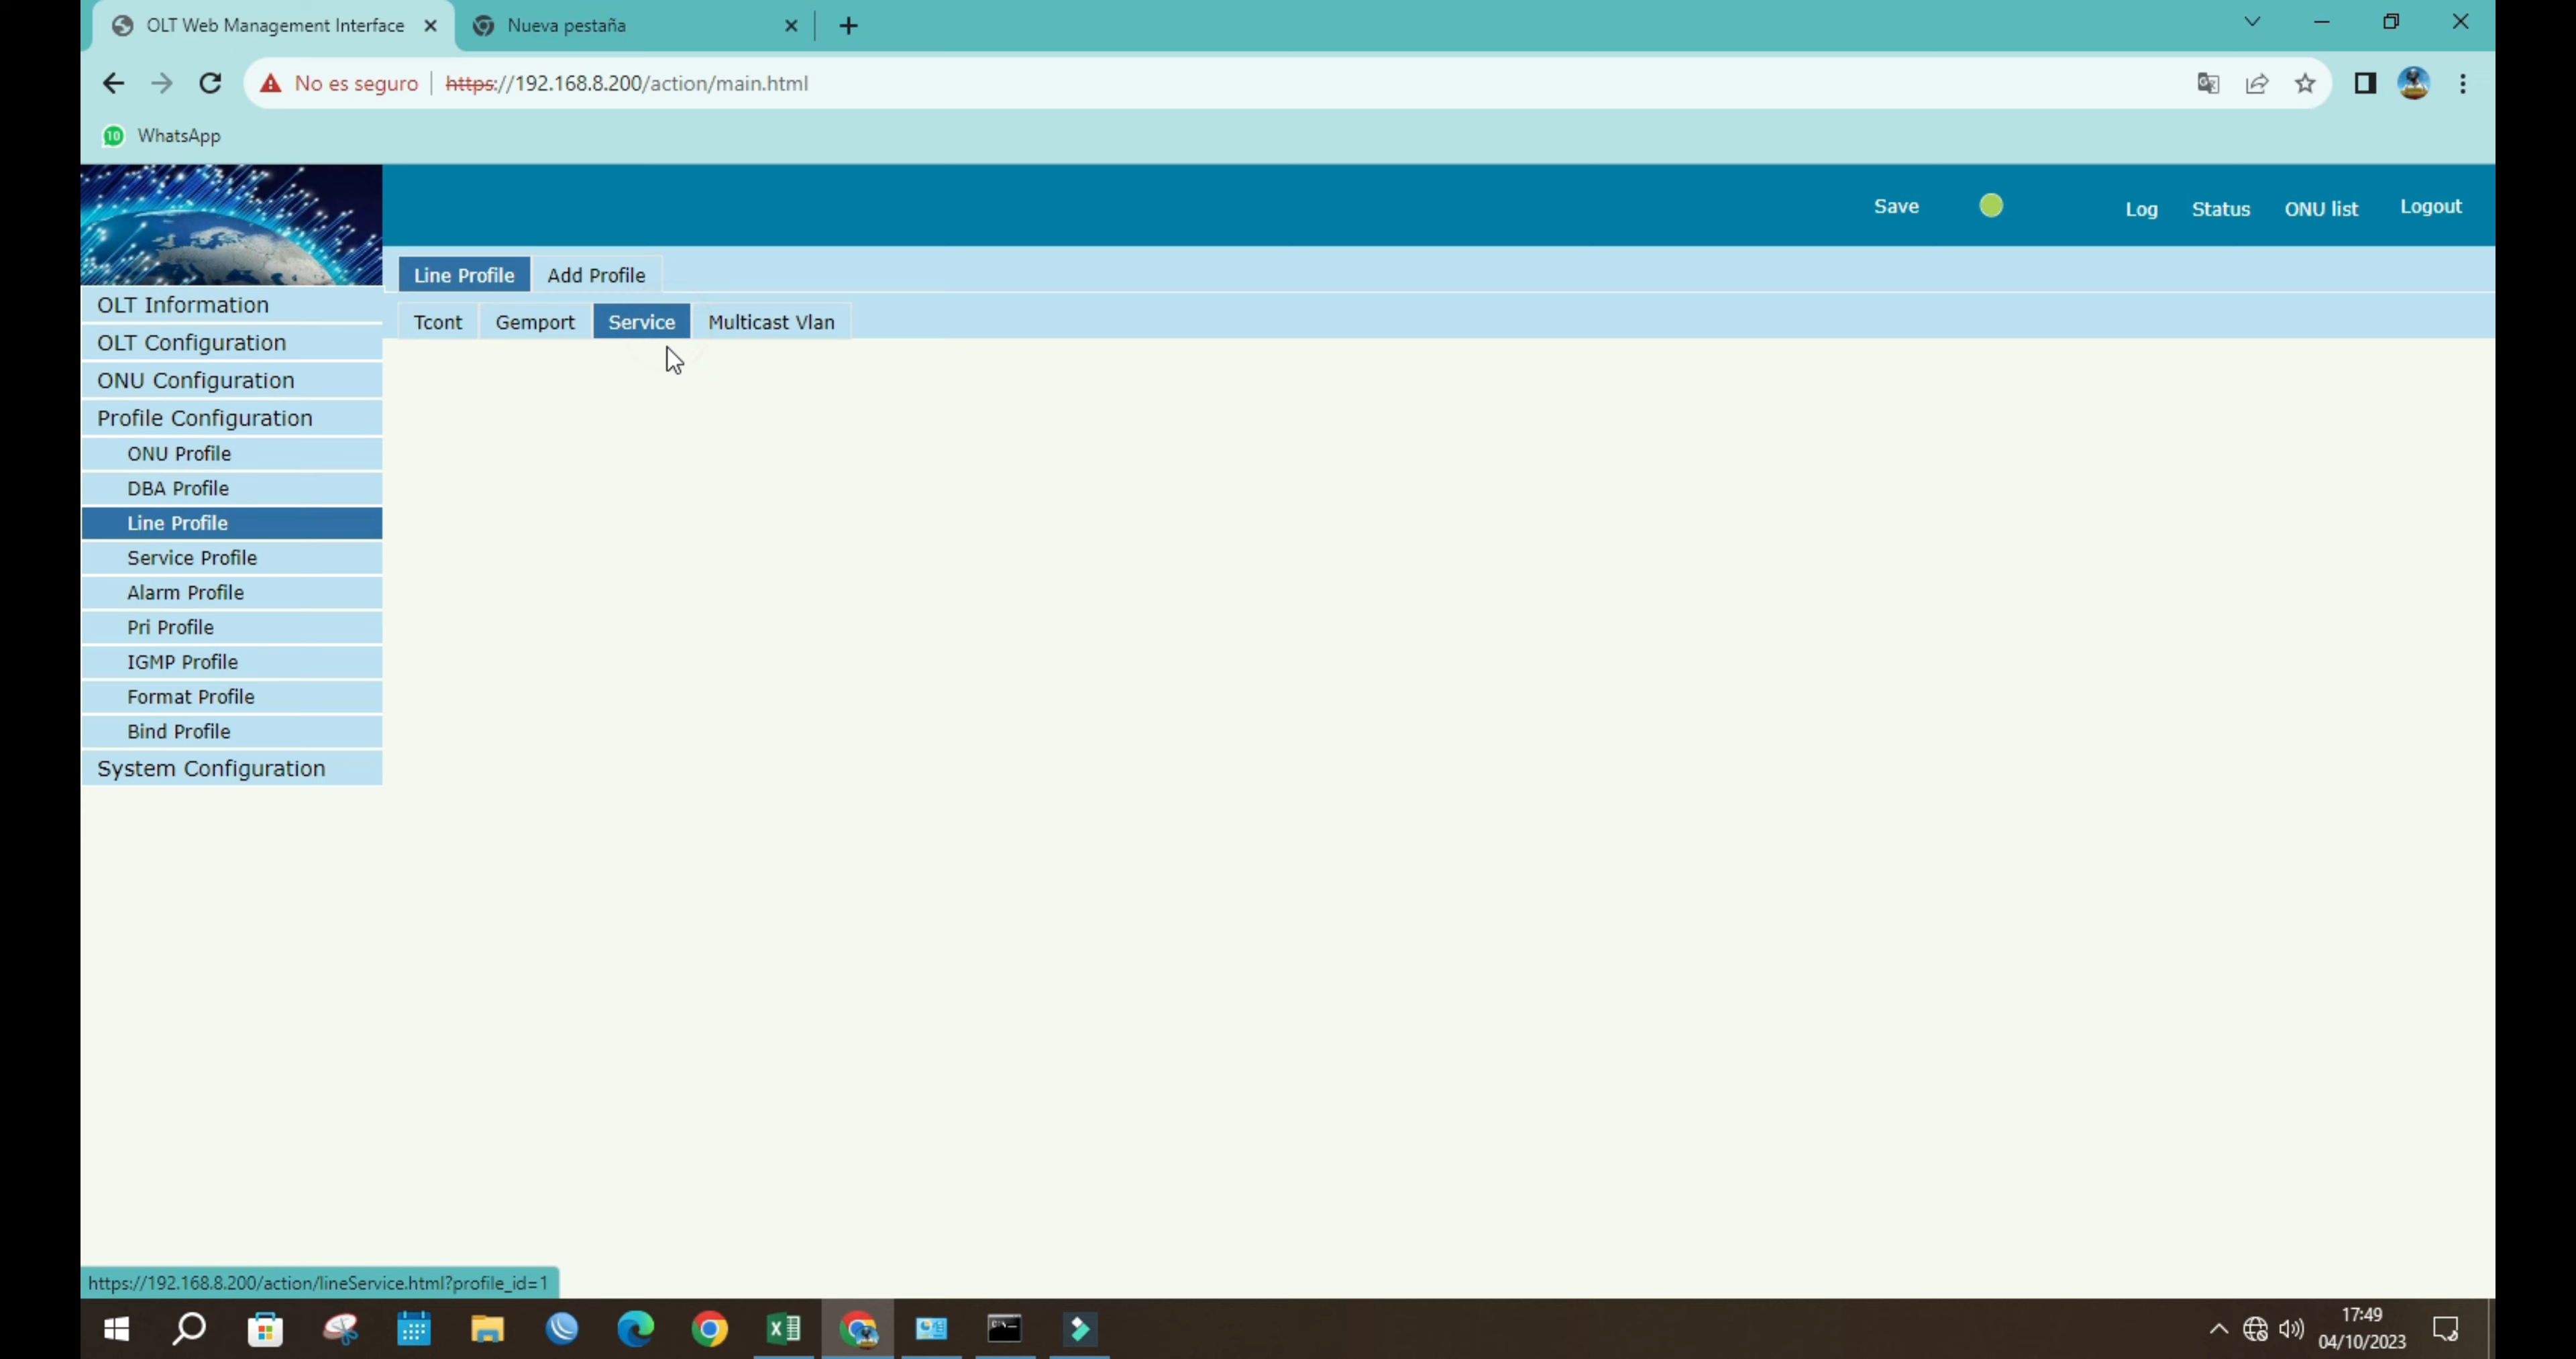 OLT Web Management Interface
Nueva pestaña
No es seguro
https://192.168.8.200/action/main.html
10
WhatsApp
Save
Log
Status
ONU list
Logout
Line Profile
Add Profile
Tcont
Gemport
Service
Multicast Vlan
OLT Information
OLT Configuration
ONU Configuration
Profile Configuration
ONU Profile
DBA Profile
Line Profile
Service Profile
Alarm Profile
Pri Profile
IGMP Profile
Format Profile
Bind Profile
System Configuration
https://192.168.8.200/action/lineService.html?profile_id=1
17:49
04/10/2023